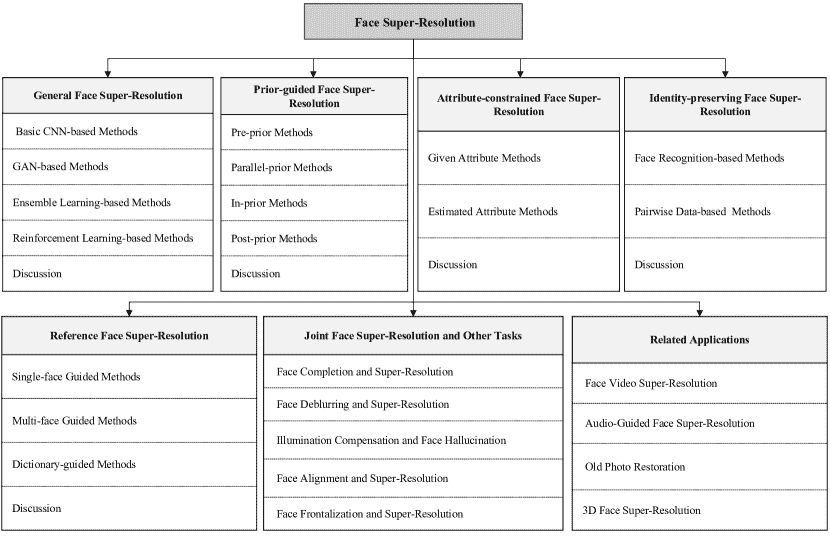 Face Super-Resolution
General Face Super-Resolution
Basic CNN-based Methods
GAN-based Methods
Ensemble Learning-based Methods
Reinforcement Learning-based Methods
Discussion
Prior-guided Face Super-
Resolution
Pre-prior Methods
Parallel-prior Methods
In-prior Methods
Post-prior Methods
Discussion
Attribute-constrained Face Super-
Resolution
Given Attribute Methods
Estimated Attribute Methods
Discussion
Identity-preserving Face Super-
Resolution
Face Recognition-based Methods
Pairwise Data-based Methods
Discussion
Reference Face Super-Resolution
Single-face Guided Methods
Multi-face Guided Methods
Dictionary-guided Methods
Discussion
Joint Face Super-Resolution and Other Tasks
Face Completion and Super-Resolution
Face Deblurring and Super-Resolution
Illumination Compensation and Face Hallucination
Face Alignment and Super-Resolution
Face Frontalization and Super-Resolution
Related Applications
Face Video Super-Resolution
Audio-Guided Face Super-Resolution
Old Photo Restoration
3D Face Super-Resolution